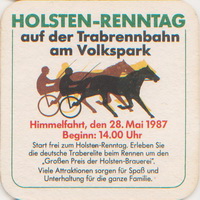 HOLSTEN-RENNTAG
auf der Trabrennbahn
am Volkspark
Himmelfahrt, den 28. Mai 1987
Beginn: 14.00 Uhr
Start frei zum Holsten-Renntag. Erleben Sie
die deutsche Traberelite beim Rennen um den
„Großen Preis der Holsten-Brauerei".
Viele Attraktionen sorgen für Spaß und
Unterhaltung für die ganze Familie.